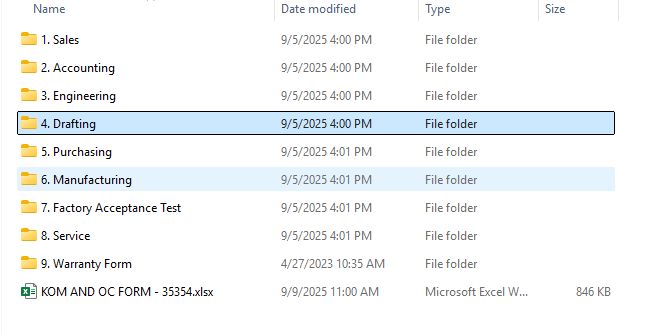 Name Date modified Type Size
1. Sales 9/5/2025 4:00 PM File folder
2. Accounting 9/5/2025 4:00 PM File folder
3. Engineering 9/5/2025 4:00 PM File folder
4. Drafting 9/5/2025 4:00 PM File folder
5. Purchasing 9/5/2025 4:01 PM File folder
6. Manufacturing 9/5/2025 4:01 PM File folder
7. Factory Acceptance Test 9/5/2025 4:01 PM File folder
8. Service 9/5/2025 4:01 PM File folder
9. Warranty Form 4/27/2023 10:35 AM File folder
KOM AND OC FORM - 35354.xlsx 9/9/2025 11:00 AM Microsoft Excel W... 846 KB